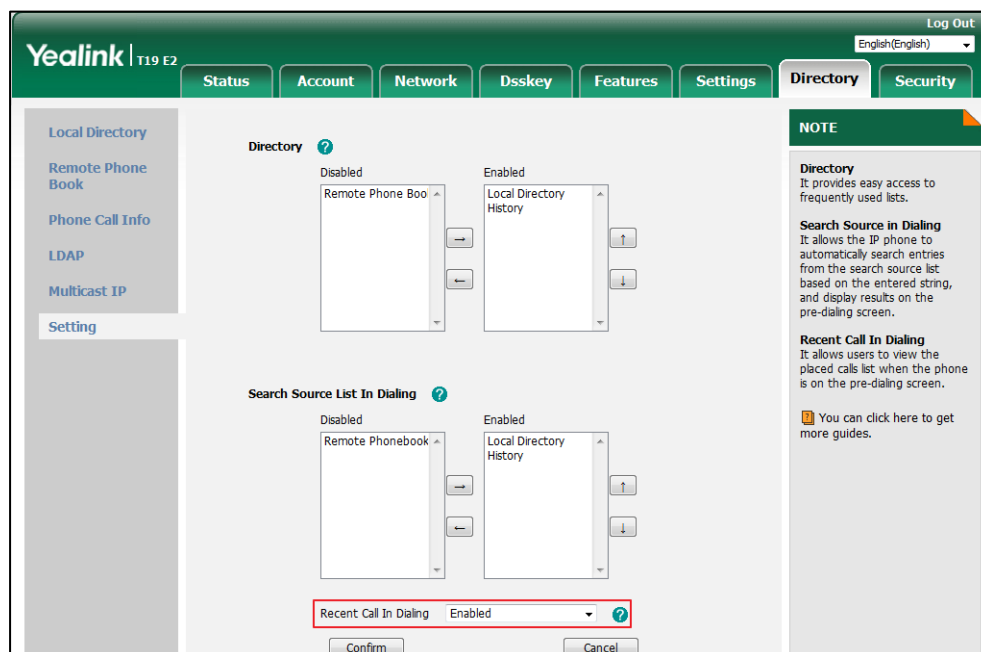 Log Out
Yealink T19 E2
English(English)
Status Account Network Dsskey Features Settings Directory Security
Local Directory
Remote Phone
Book
Phone Call Info
LDAP
Multicast IP
Setting
Directory ?
Disabled Enabled
Remote Phone Boo Local Directory
History
→ ↑
← ↓
Search Source List In Dialing ?
Disabled Enabled
Remote Phonebook Local Directory
History
→ ↑
← ↓
Recent Call In Dialing Enabled ?
Confirm Cancel
NOTE
Directory
It provides easy access to
frequently used lists.
Search Source in Dialing
It allows the IP phone to
automatically search entries
from the search source list
based on the entered string,
and display results on the
pre-dialing screen.
Recent Call In Dialing
It allows users to view the
placed calls list when the phone
is on the pre-dialing screen.
? You can click here to get
more guides.